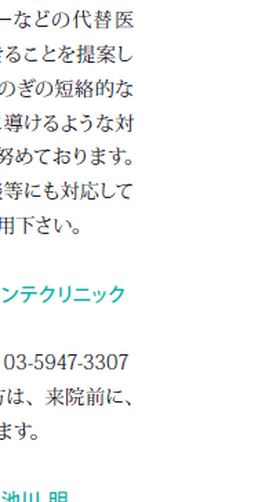 ーなどの代替医
せることを提案し
のぎの短絡的な
導けるような対
努めております。
等にも対応して
用下さい。
ンテクリニック
03-5947-3307
方は、来院前に、
ます。
池川 明